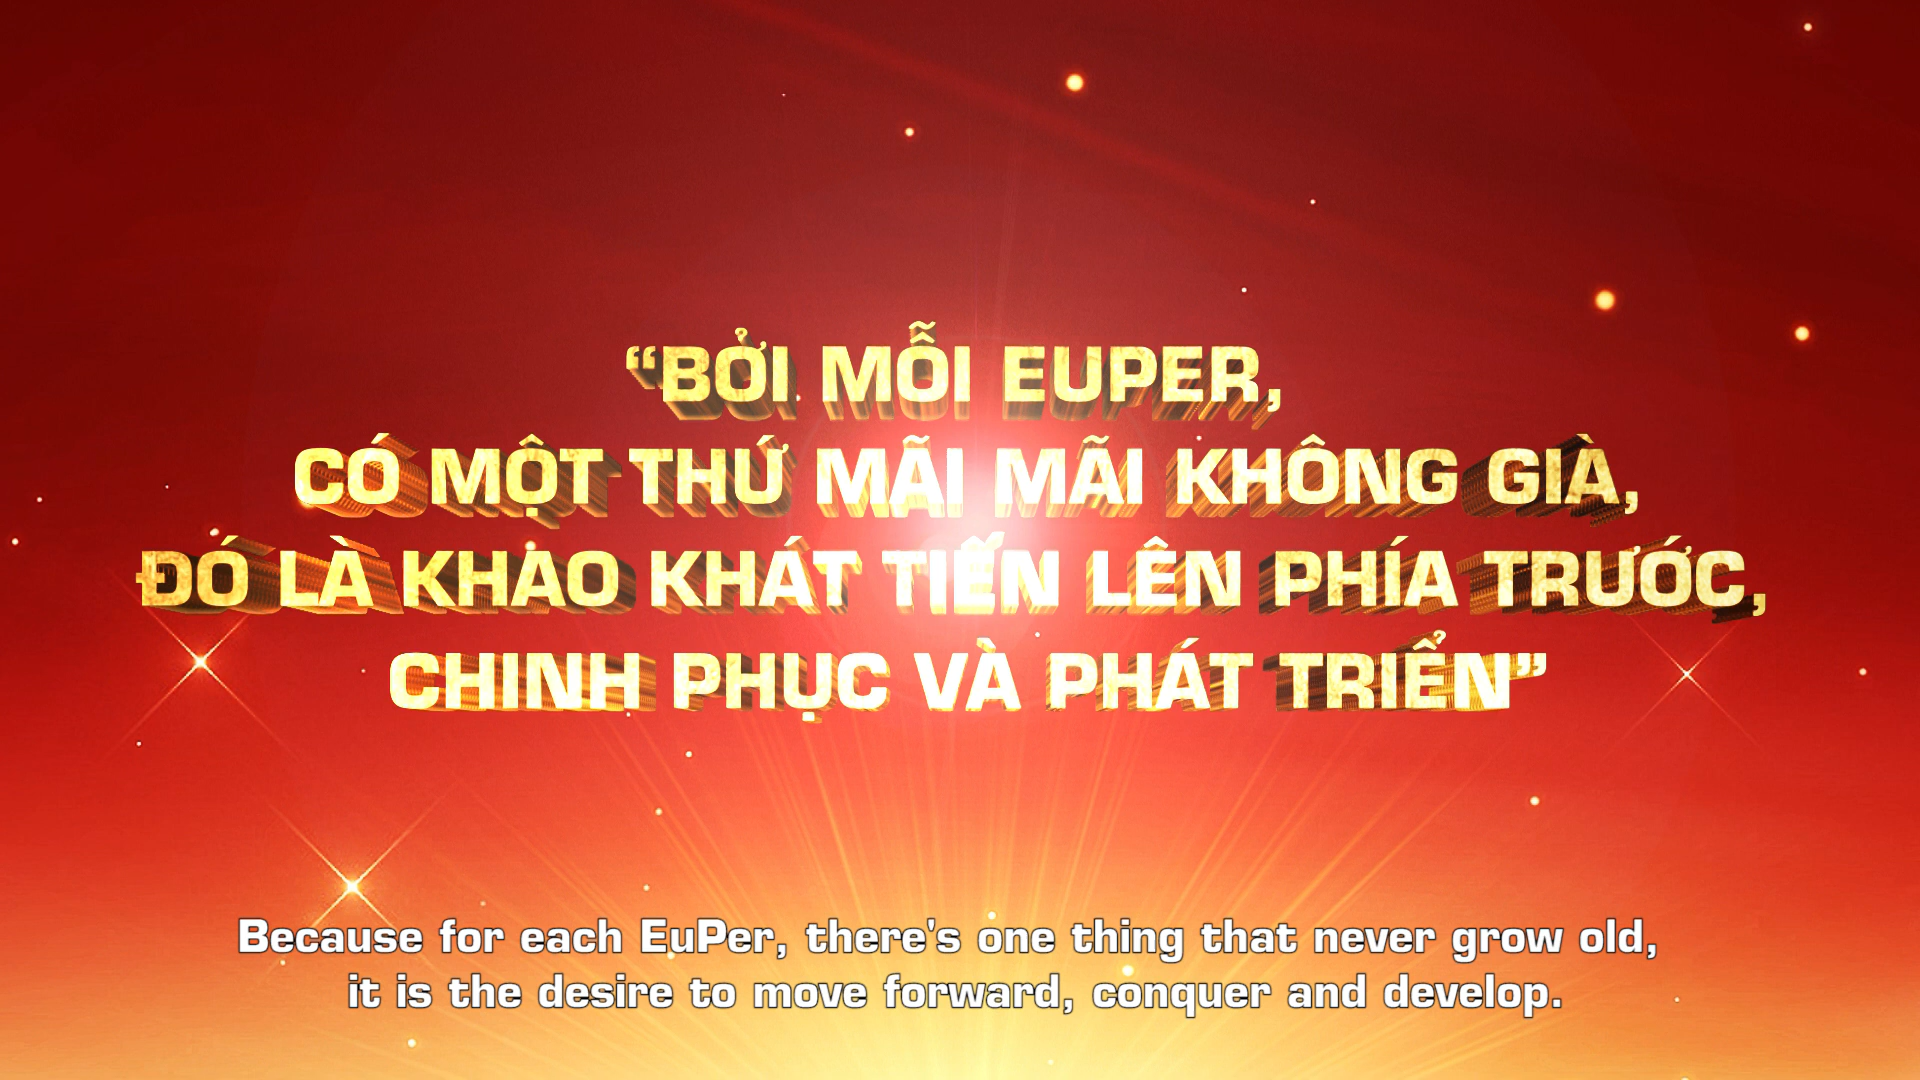 “BỞI MỖI EUPER,
CÓ MỘT THỨ MÃI MÃI KHÔNG GIÀ,
ĐÓ LÀ KHAO KHÁT TIẾN LÊN PHÍA TRƯỚC,
CHINH PHỤC VÀ PHÁT TRIỂN”
Because for each EuPer, there's one thing that never grow old,
it is the desire to move forward, conquer and develop.